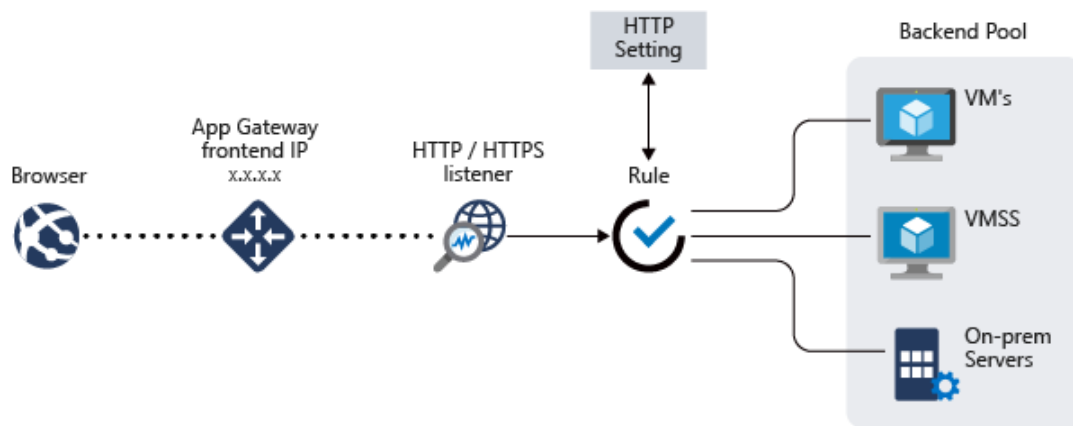 HTTP
Setting
Backend Pool
VM's
App Gateway
frontend IP
x.x.x.x
HTTP / HTTPS
listener
Browser
Rule
VMSS
On-prem
Servers